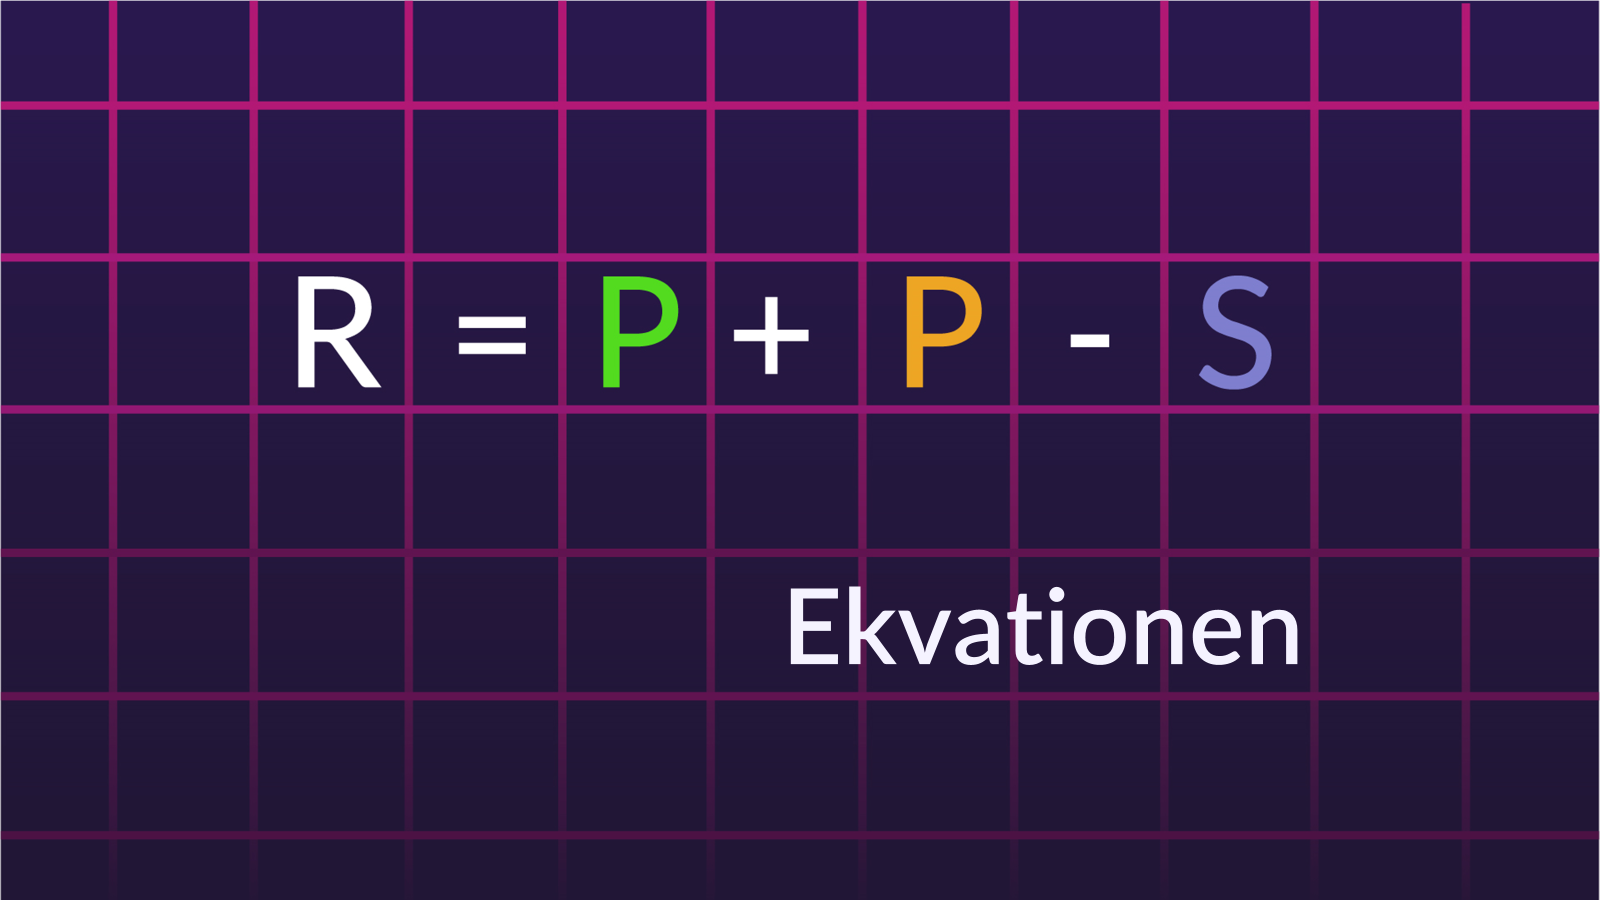 R = P + P - S
Ekvationen